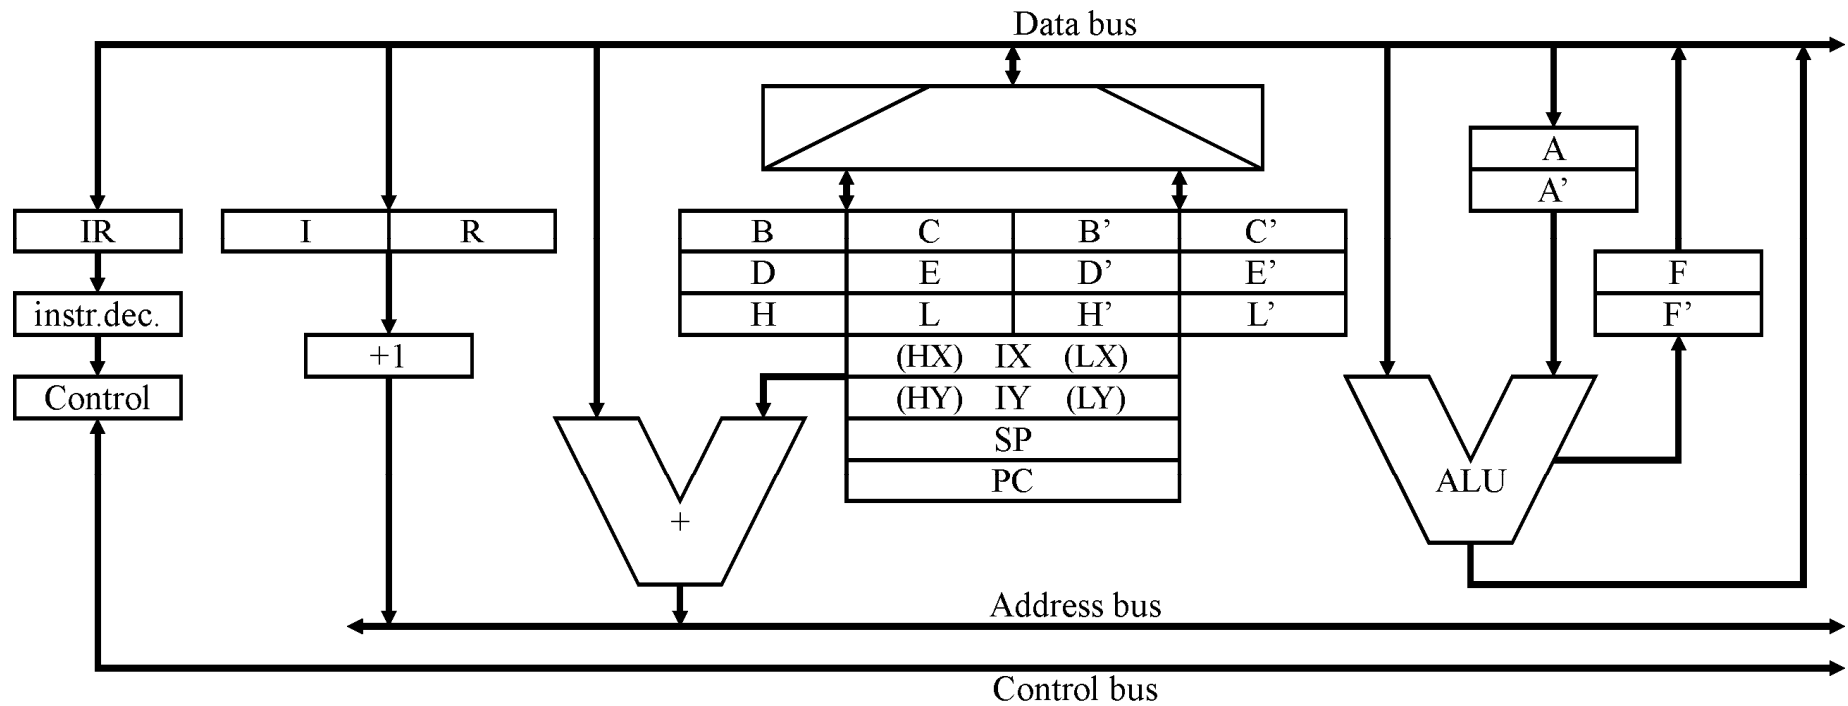 Data bus
A
A’
IR
I R
B C B’ C’
D E D’ E’
F
H L H’ L’
F’
instr.dec.
+1
(HX) IX (LX)
Control
(HY) IY (LY)
SP
PC
ALU
+
Address bus
Control bus